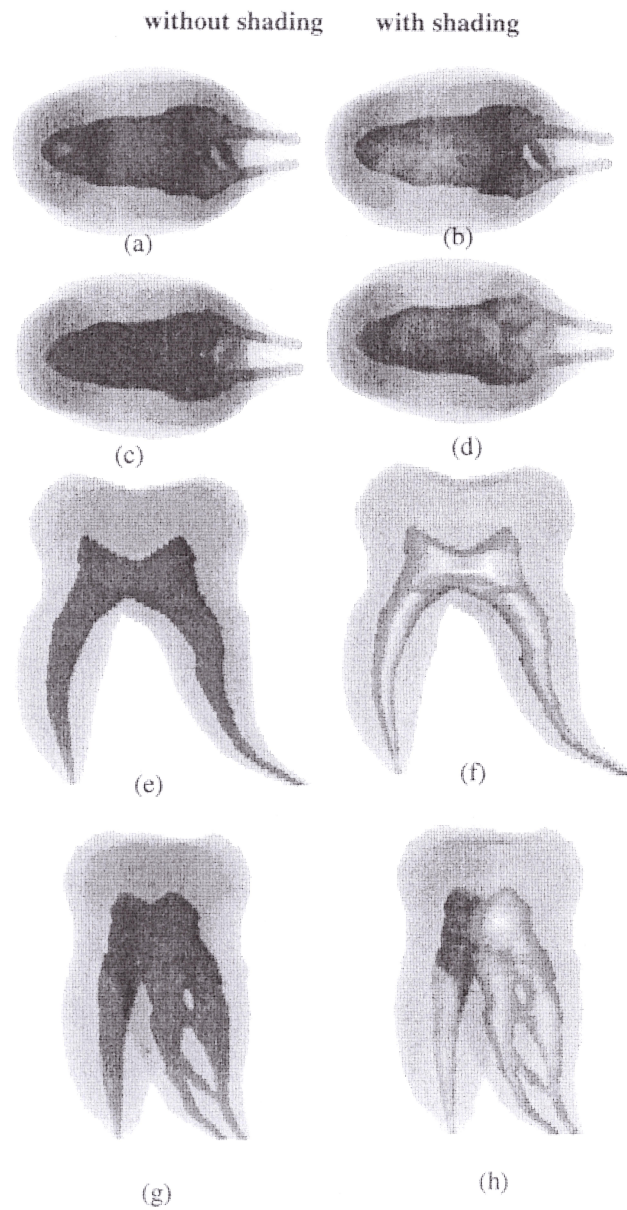 without shading with shading
(a) (b)
(c) (d)
(e) (f)
(g) (h)